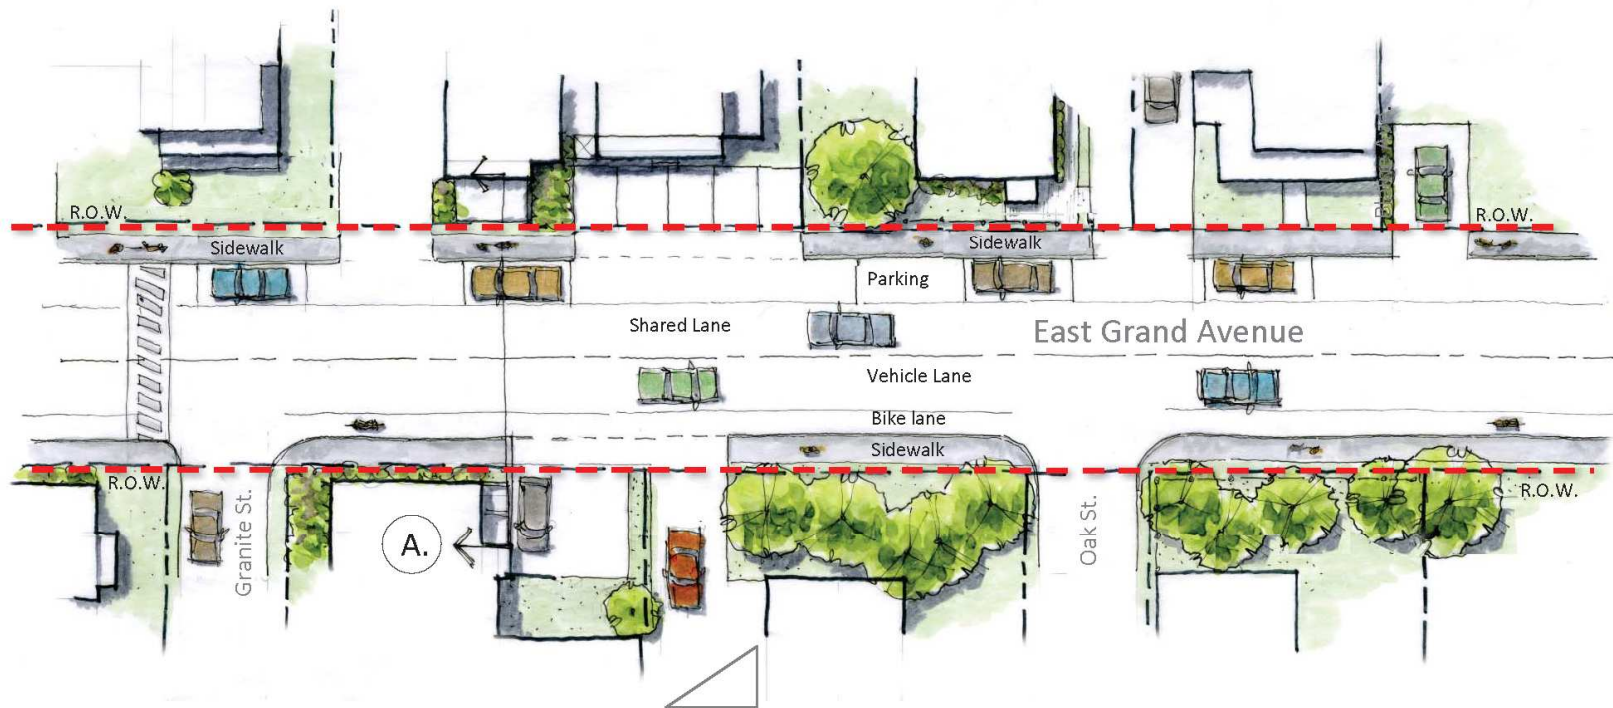 R.O.W.
Sidewalk
Sidewalk
R.O.W.
Parking
Shared Lane
East Grand Avenue
Vehicle Lane
Bike lane
Sidewalk
R.O.W.
R.O.W.
Granite St.
A.
Oak St.